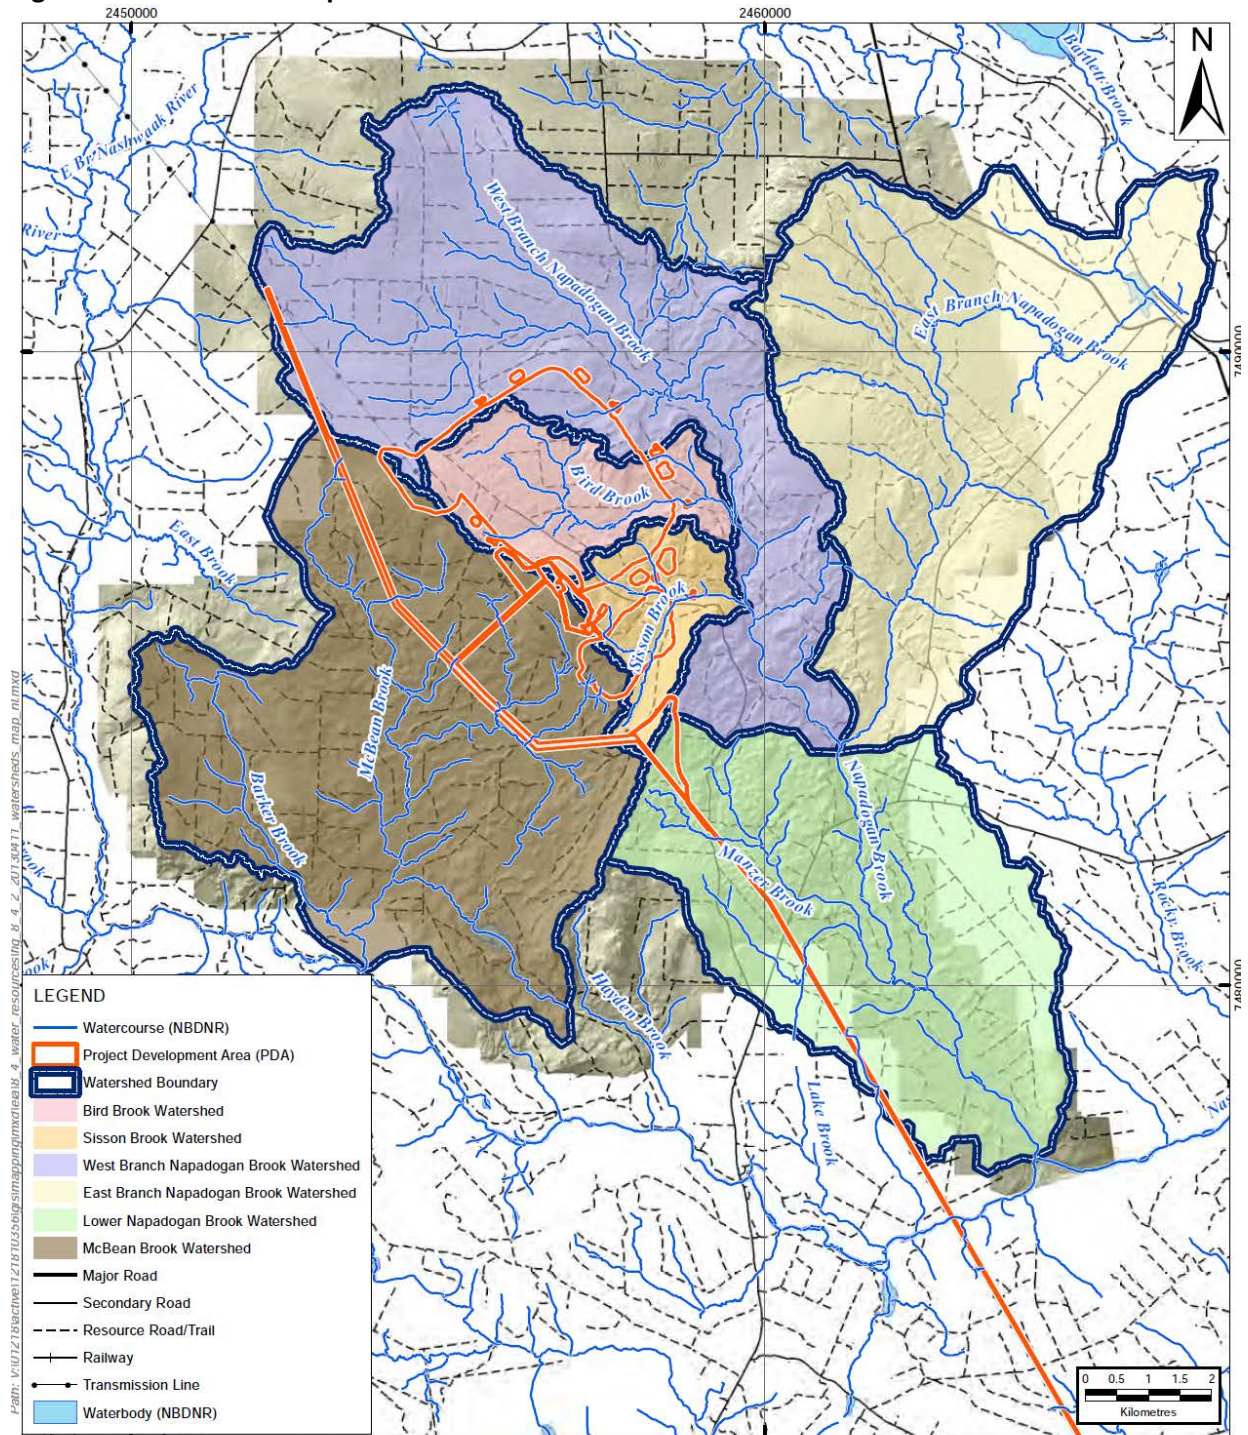 2450000
2460000
N
Bartlett Brook
E Br Nashwaak River
River
West Branch Napadogan Brook
East Branch Napadogan Brook
7490000
Bird Brook
East Brook
Sisson Brook
McBean Brook
Barker Brook
Napadogan Brook
Manzer Brook
Rocky Brook
7480000
Hayden Brook
Lake Brook
LEGEND
Watercourse (NBDNR)
Project Development Area (PDA)
Watershed Boundary
Bird Brook Watershed
Sisson Brook Watershed
West Branch Napadogan Brook Watershed
East Branch Napadogan Brook Watershed
Lower Napadogan Brook Watershed
McBean Brook Watershed
Major Road
Secondary Road
Resource Road/Trail
Railway
Transmission Line
Waterbody (NBDNR)
0 0.5 1 1.5 2
Kilometres